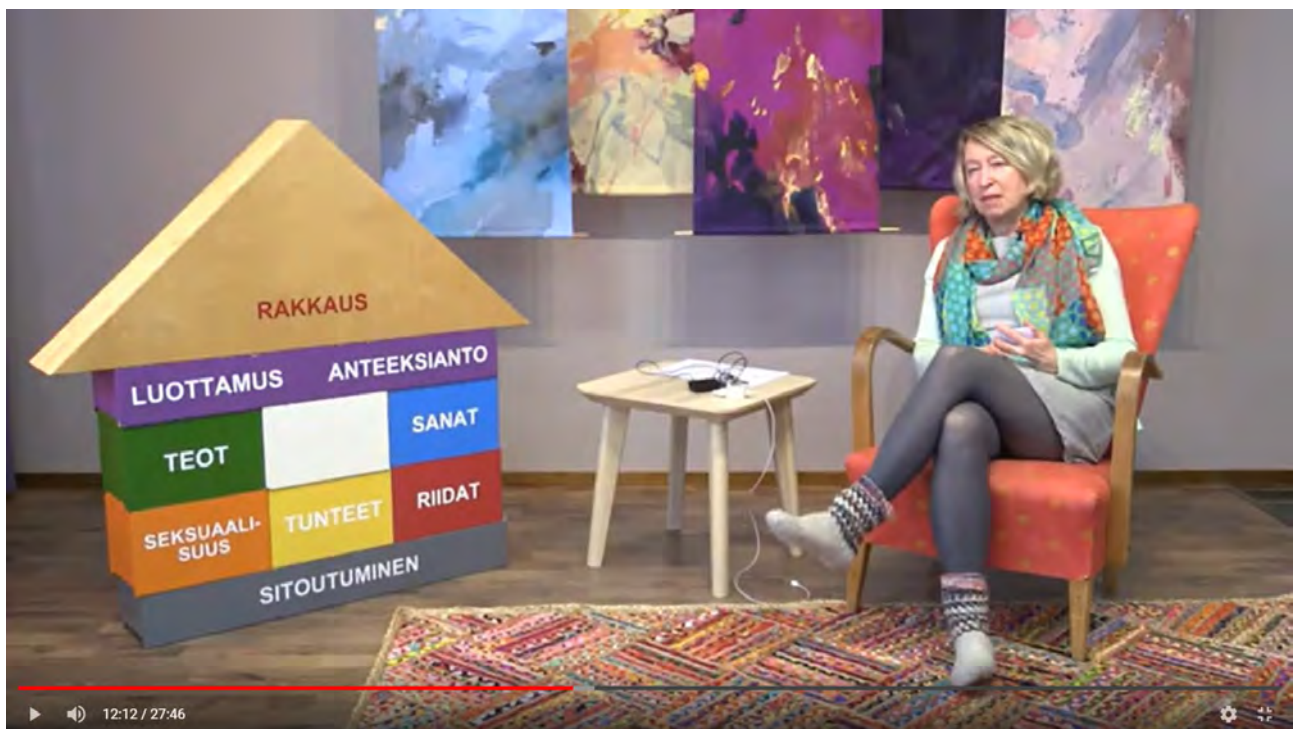 RAKKAUS
LUOTTAMUS ANTEEKSIANTO
TEOT
SANAT
SEKSUAALI-
SUUS
TUNTEET
RIIDAT
SITOUTUMINEN
12:12 / 27:46